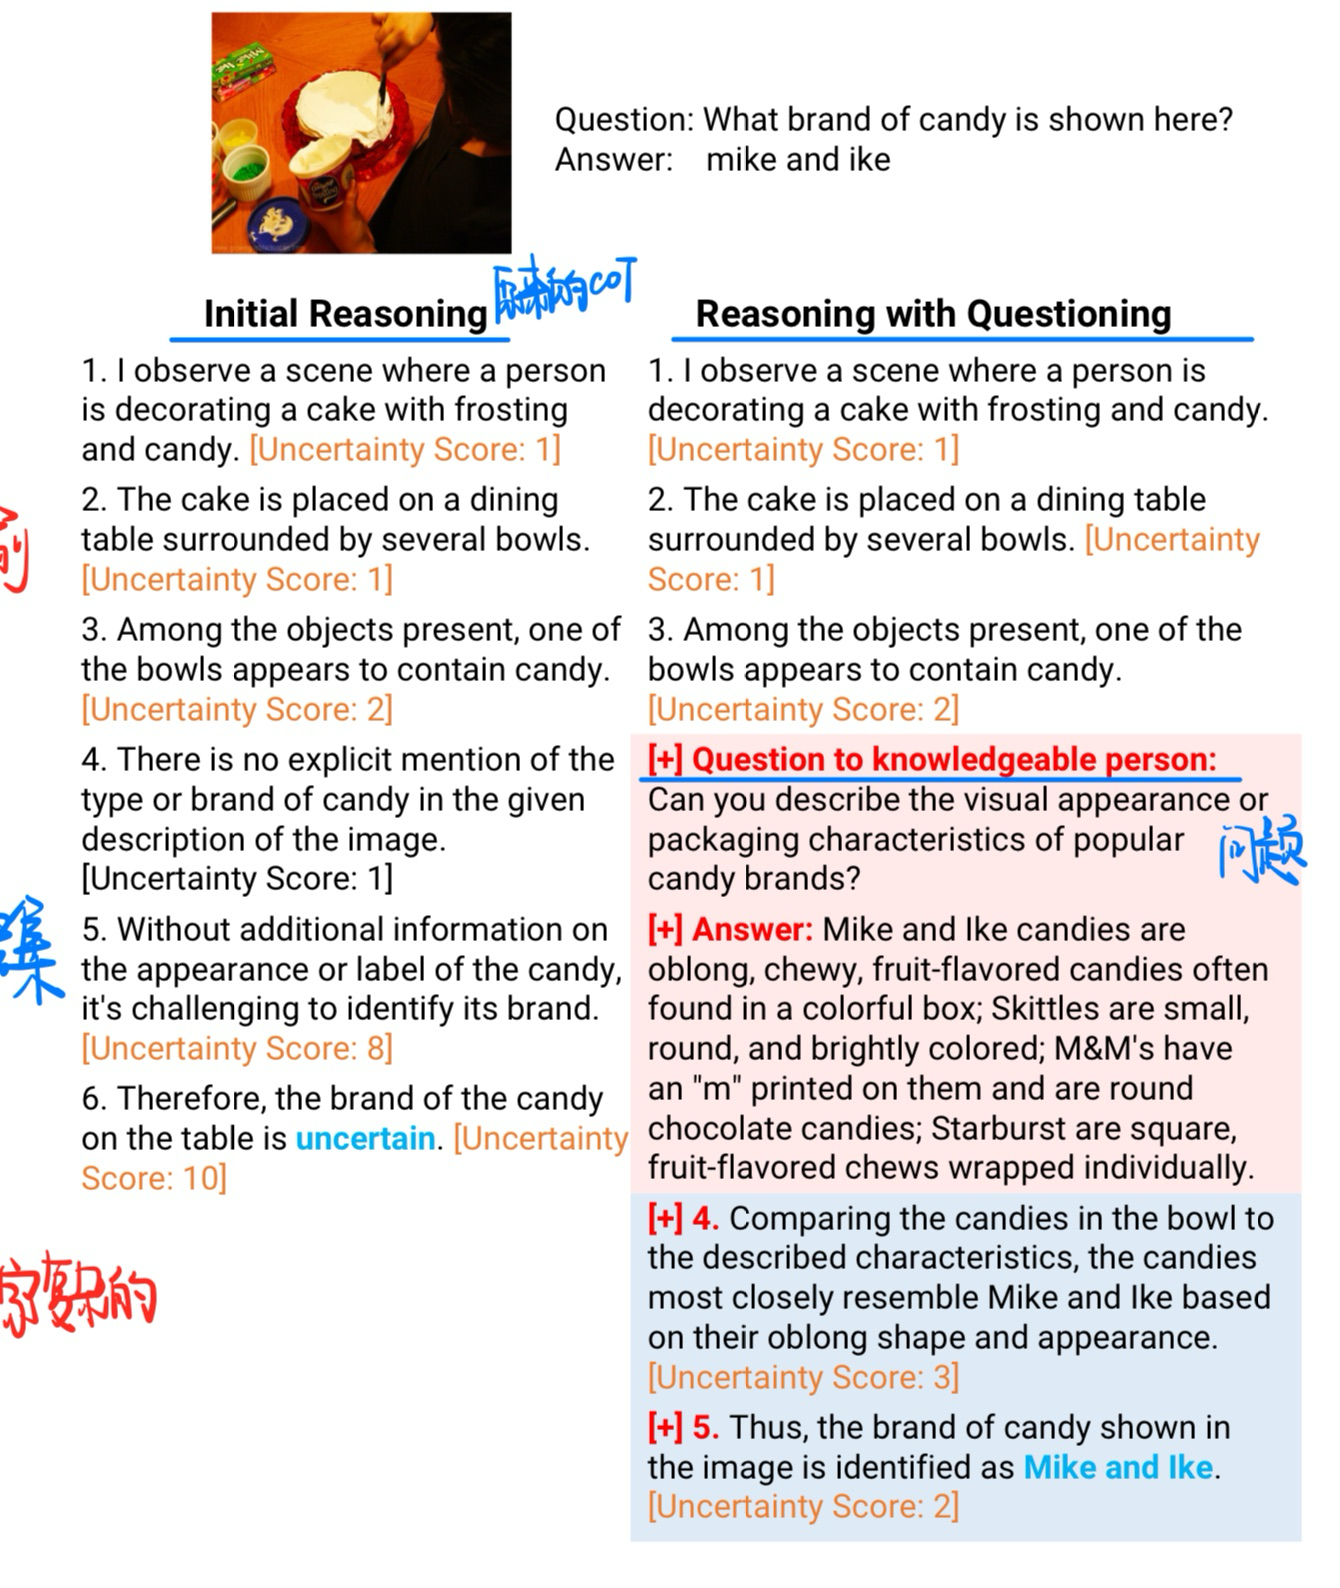 Mike
Ike
Question: What brand of candy is shown here?
Answer: mike and ike
原来的COT
Initial Reasoning
1. I observe a scene where a person
is decorating a cake with frosting
and candy. [Uncertainty Score: 1]
2. The cake is placed on a dining
table surrounded by several bowls.
[Uncertainty Score: 1]
3. Among the objects present, one of
the bowls appears to contain candy.
[Uncertainty Score: 2]
4. There is no explicit mention of the
type or brand of candy in the given
description of the image.
[Uncertainty Score: 1]
5. Without additional information on
the appearance or label of the candy,
it's challenging to identify its brand.
[Uncertainty Score: 8]
6. Therefore, the brand of the candy
on the table is uncertain. [Uncertainty
Score: 10]
的
Reasoning with Questioning
1. I observe a scene where a person is
decorating a cake with frosting and candy.
[Uncertainty Score: 1]
2. The cake is placed on a dining table
surrounded by several bowls. [Uncertainty
Score: 1]
3. Among the objects present, one of the
bowls appears to contain candy.
[Uncertainty Score: 2]
[+] Question to knowledgeable person:
Can you describe the visual appearance or
packaging characteristics of popular
candy brands?
问题
[+] Answer: Mike and Ike candies are
oblong, chewy, fruit-flavored candies often
found in a colorful box; Skittles are small,
round, and brightly colored; M&M's have
an "m" printed on them and are round
chocolate candies; Starburst are square,
fruit-flavored chews wrapped individually.
[+] 4. Comparing the candies in the bowl to
the described characteristics, the candies
most closely resemble Mike and Ike based
on their oblong shape and appearance.
[Uncertainty Score: 3]
[+] 5. Thus, the brand of candy shown in
the image is identified as Mike and Ike.
[Uncertainty Score: 2]